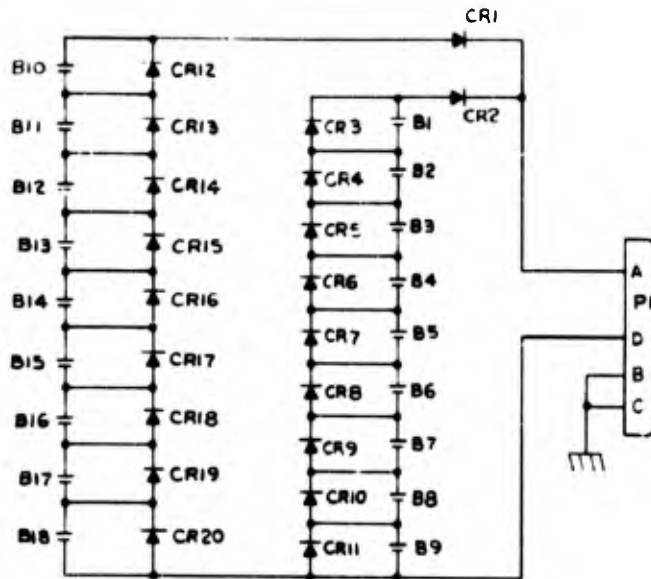 CR1
B10 CR12
CR2
B11 CR13 CR3 B1
B12 CR14 CR4 B2
B13 CR15 CR5 B3
B14 CR16 CR6 B4
A
P1
B15 CR17 CR7 B5
D
B16 CR18 CR8 B6
B
C
B17 CR19 CR9 B7
B18 CR20 CR10 B8
CR11 B9